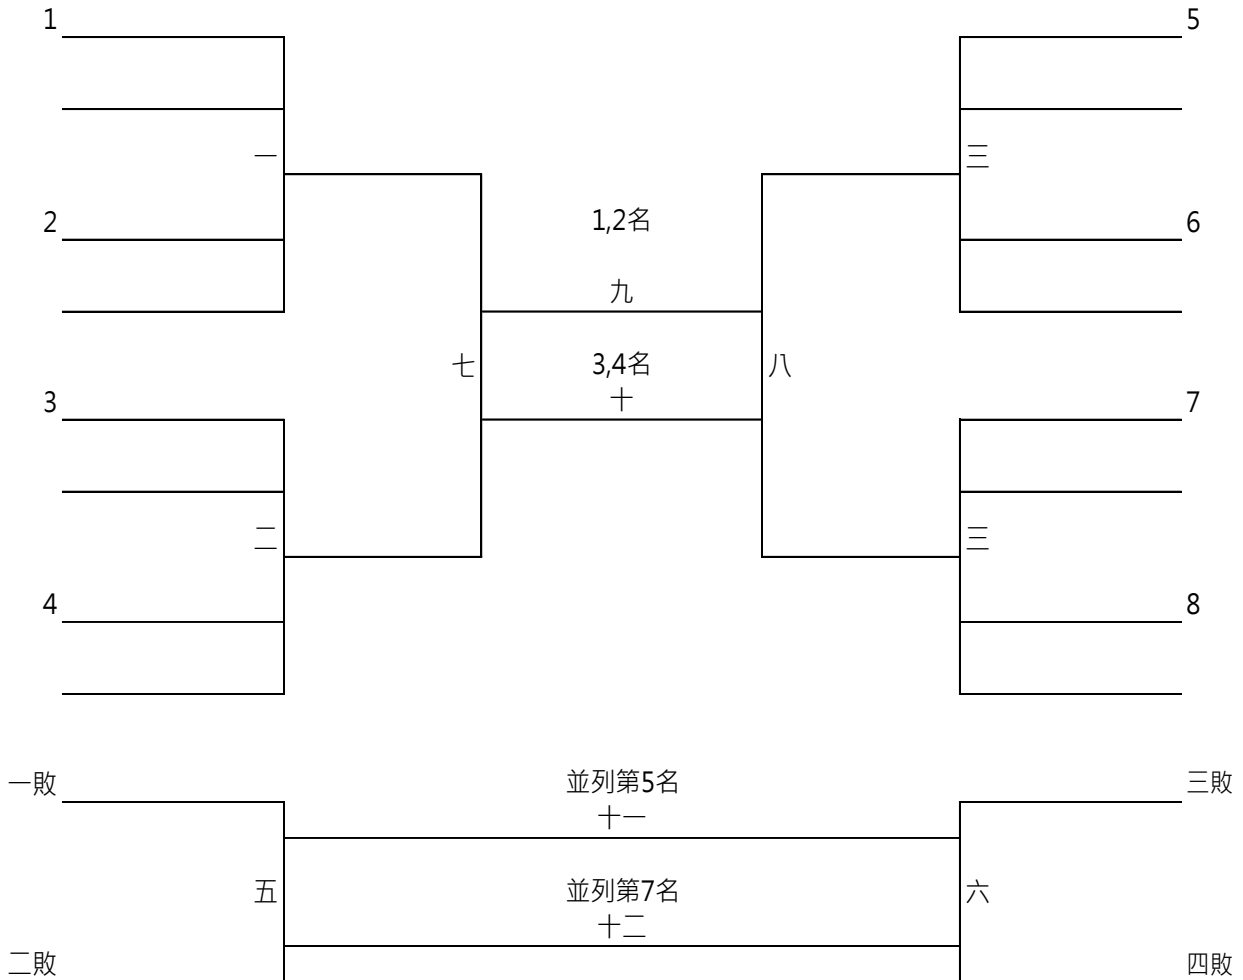 1 5
一 三
2 1,2名 6
九
七 3,4名 八
十
3 7
二 三
4 8
一敗 並列第5名 三敗
十一
五 並列第7名 六
十二
二敗 四敗